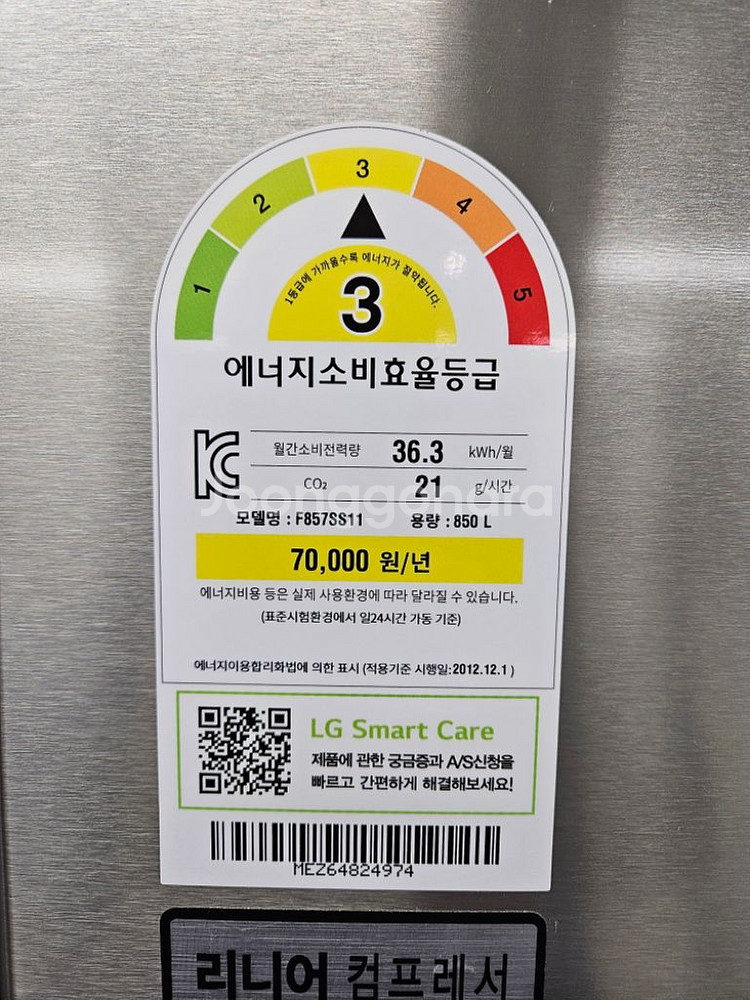 1 2 3 4 5
1등급에 가까울수록 에너지가 절약됩니다.
3
에너지소비효율등급
월간소비전력량 36.3 kWh/월
CO₂ 21 g/시간
joonggonara
모델명 : F857SS11 용량 : 850 L
70,000 원/년
에너지비용 등은 실제 사용환경에 따라 달라질 수 있습니다.
(표준시험환경에서 일24시간 가동 기준)
에너지이용합리화법에 의한 표시 (적용기준 시행일:2012.12.1 )
LG Smart Care
제품에 관한 궁금증과 A/S신청을
빠르고 간편하게 해결해보세요!
MEZ64824974
리니어 컴프레서